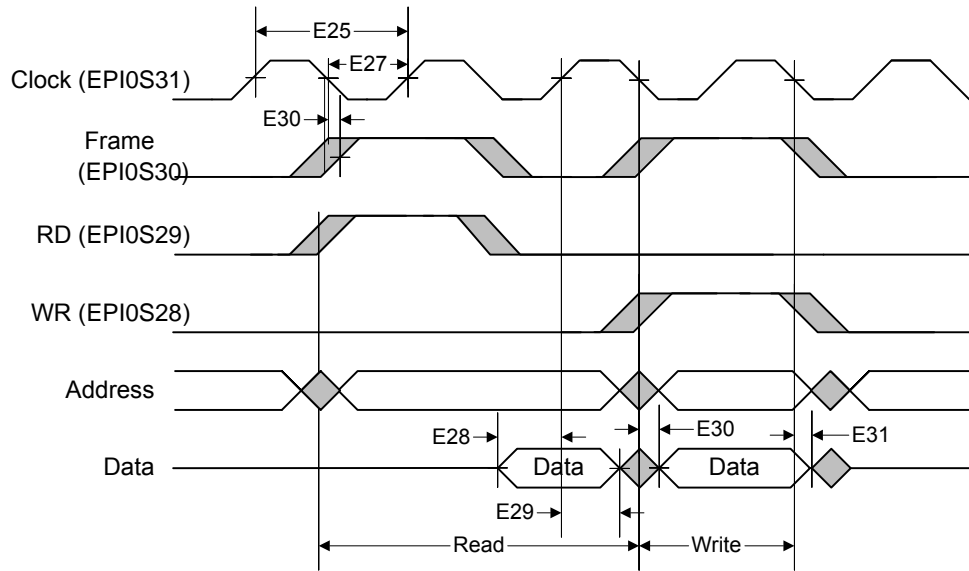 E25
Clock (EPI0S31)
E27
E30
Frame
(EPI0S30)
RD (EPI0S29)
WR (EPI0S28)
Address
E28
E30
E31
Data
Data
Data
E29
Read
Write